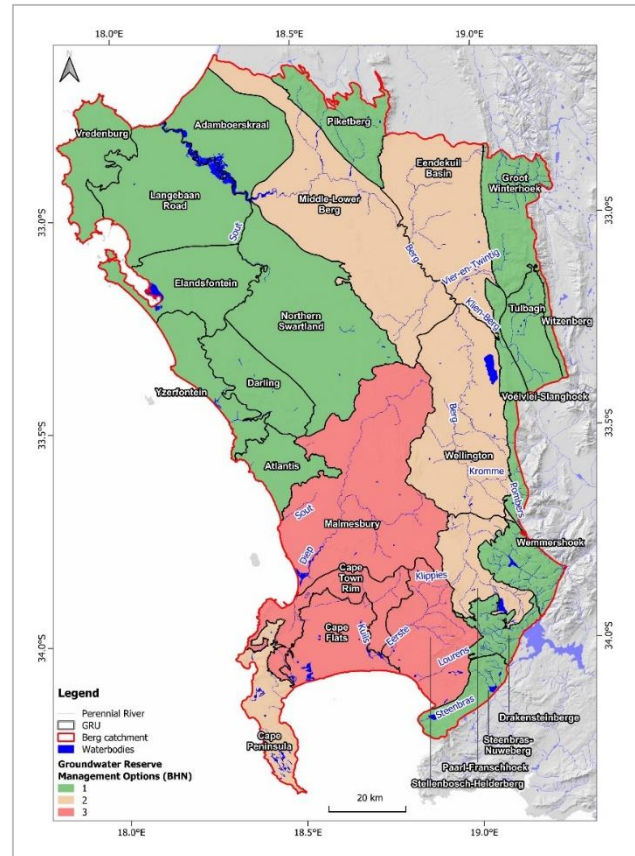 18.0°E 18.5°E 19.0°E
N
Piketberg
Adamboerskraal
Vredenburg
Eendekuil
Basin
Groot
Winterhoek
Langebaan
Road
Middle-Lower
Berg
33.0°S
33.0°S
Sout
Berg
Vier-en-Twintig
Elandsfontein
Klien-Berg
Tulbagh
Northern
Swartland
Witzenberg
Darling
Voëlvlei-Slanghoek
Yzerfontein
33.5°S
33.5°S
Berg
Atlantis
Wellington
Kromme
Pombers
Sout
Malmesbury
Wemmershoek
Diep
Cape
Town
Rim
Klippies
Cape
Flats
Kuils
Eerste
34.0°S
34.0°S
Lourens
Legend
Perennial River
GRU
Berg catchment
Waterbodies
Groundwater Reserve
Management Options (BHN)
1
2
3
Cape
Peninsula
Steenbras
Drakensteinberge
Steenbras-
Nuweberg
Paarl-Franschhoek
Stellenbosch-Helderberg
20 km
18.0°E 18.5°E 19.0°E